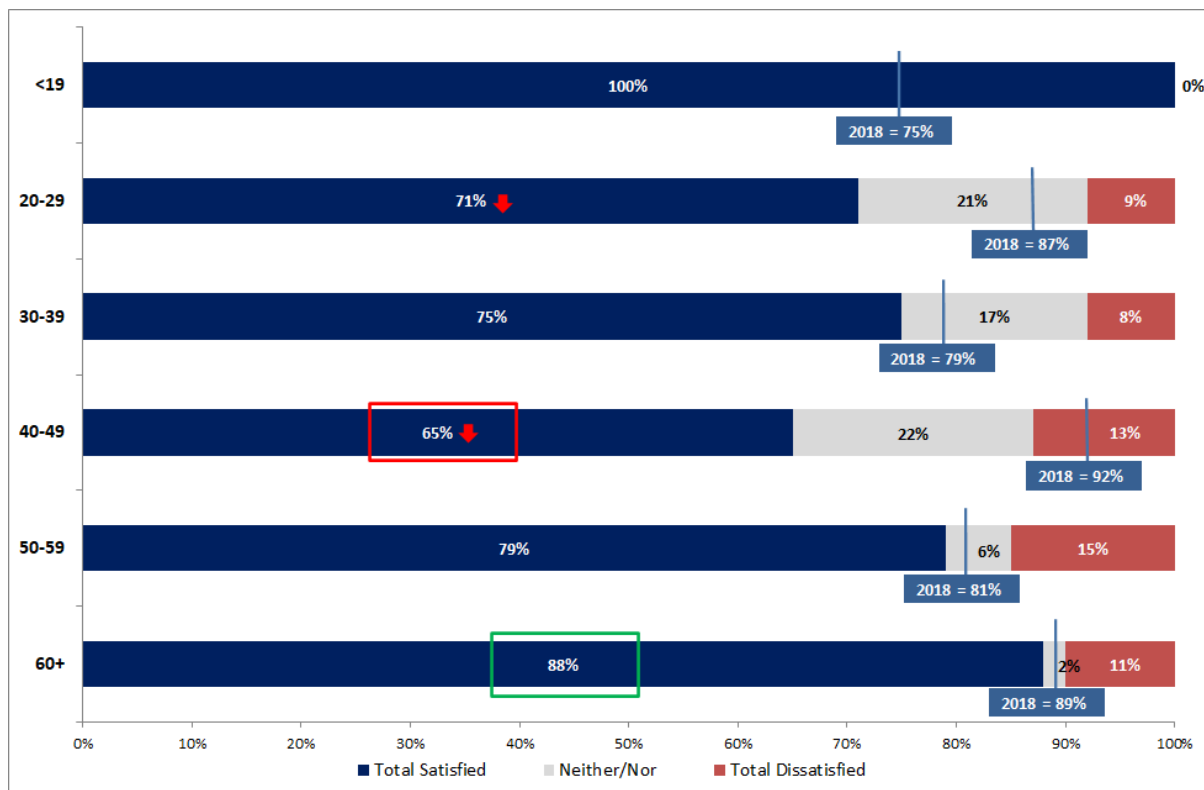 <19
100%
0%
2018 = 75%
20-29
71%
21%
9%
2018 = 87%
30-39
75%
17%
8%
2018 = 79%
40-49
65%
22%
13%
2018 = 92%
50-59
79%
6%
15%
2018 = 81%
60+
88%
2%
11%
2018 = 89%
0% 10% 20% 30% 40% 50% 60% 70% 80% 90% 100%
Total Satisfied Neither/Nor Total Dissatisfied